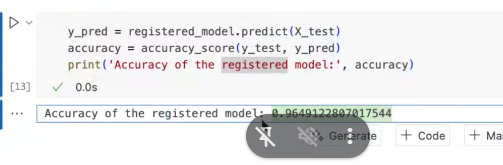 y_pred = registered_model.predict(X_test)
accuracy = accuracy_score(y_test, y_pred)
print('Accuracy of the registered model:', accuracy)
[13]
0.0s
Accuracy of the registered model: 0.9649122807017544
Generate
+ Code
+ Ma